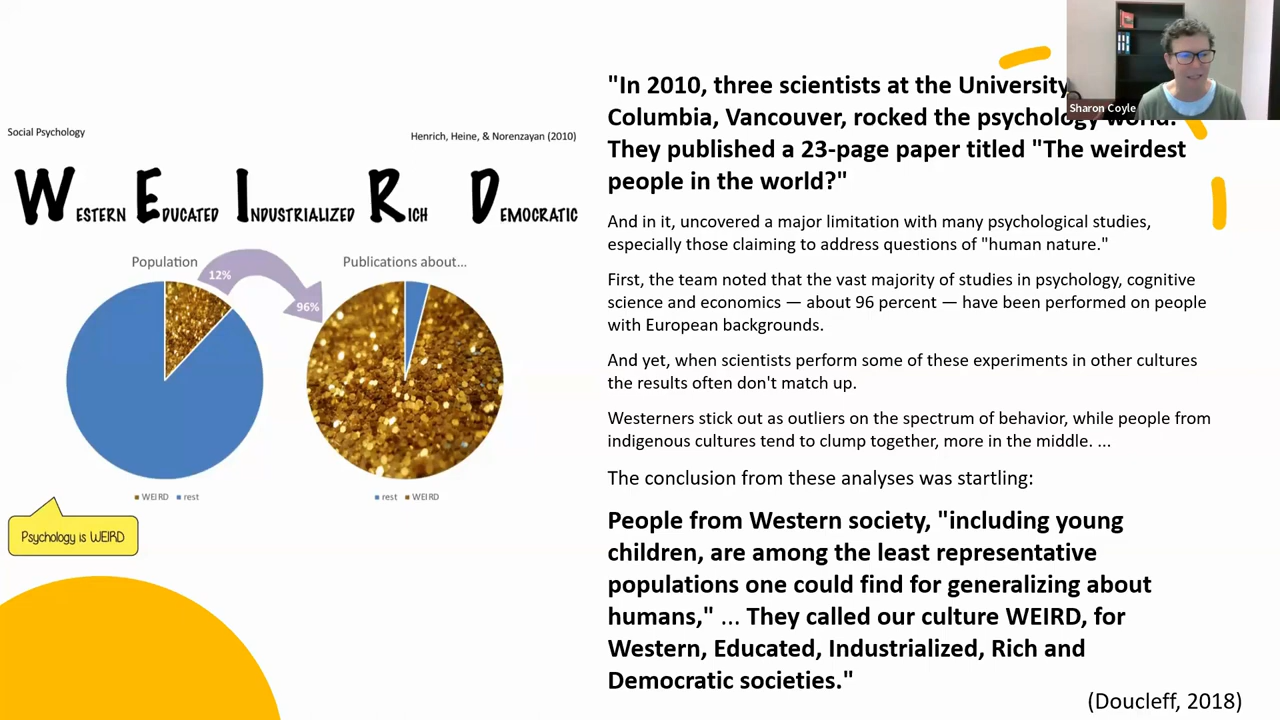 Social Psychology
Henrich, Heine, & Norenzayan (2010)
WESTERN EDUCATED INDUSTRIALIZED RICH DEMOCRATIC
Population
12%
96%
Publications about...
WEIRD rest
rest WEIRD
Psychology is WEIRD
"In 2010, three scientists at the University
Columbia, Vancouver, rocked the psychology world.
They published a 23-page paper titled "The weirdest
people in the world?"
And in it, uncovered a major limitation with many psychological studies,
especially those claiming to address questions of "human nature."
First, the team noted that the vast majority of studies in psychology, cognitive
science and economics — about 96 percent — have been performed on people
with European backgrounds.
And yet, when scientists perform some of these experiments in other cultures
the results often don't match up.
Westerners stick out as outliers on the spectrum of behavior, while people from
indigenous cultures tend to clump together, more in the middle. ...
The conclusion from these analyses was startling:
People from Western society, "including young
children, are among the least representative
populations one could find for generalizing about
humans," ... They called our culture WEIRD, for
Western, Educated, Industrialized, Rich and
Democratic societies."
(Doucleff, 2018)
Sharon Coyle